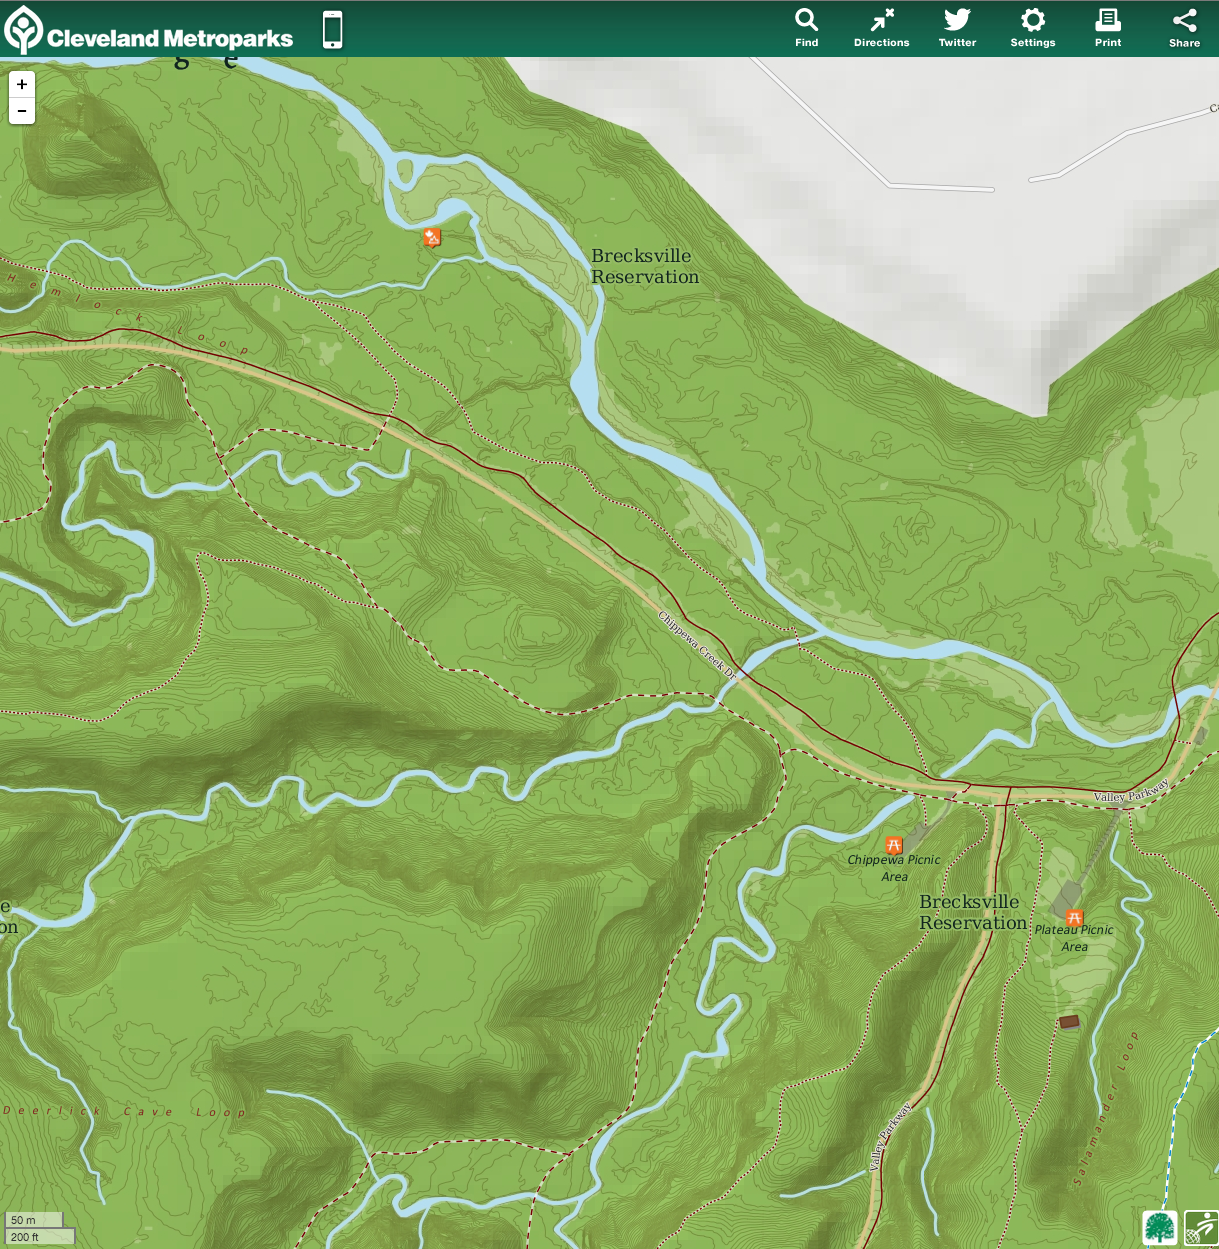 Cleveland Metroparks
Find
Directions
Twitter
Settings
Print
Share
g e
+
-
Brecksville
Reservation
Hemlock Loop
Chippewa Creek Dr
Valley Parkway
Chippewa Picnic
Area
Brecksville
Reservation
Plateau Picnic
Area
e
on
Salamander Loop
Deerlick Cave Loop
Valley Parkway
50 m
200 ft